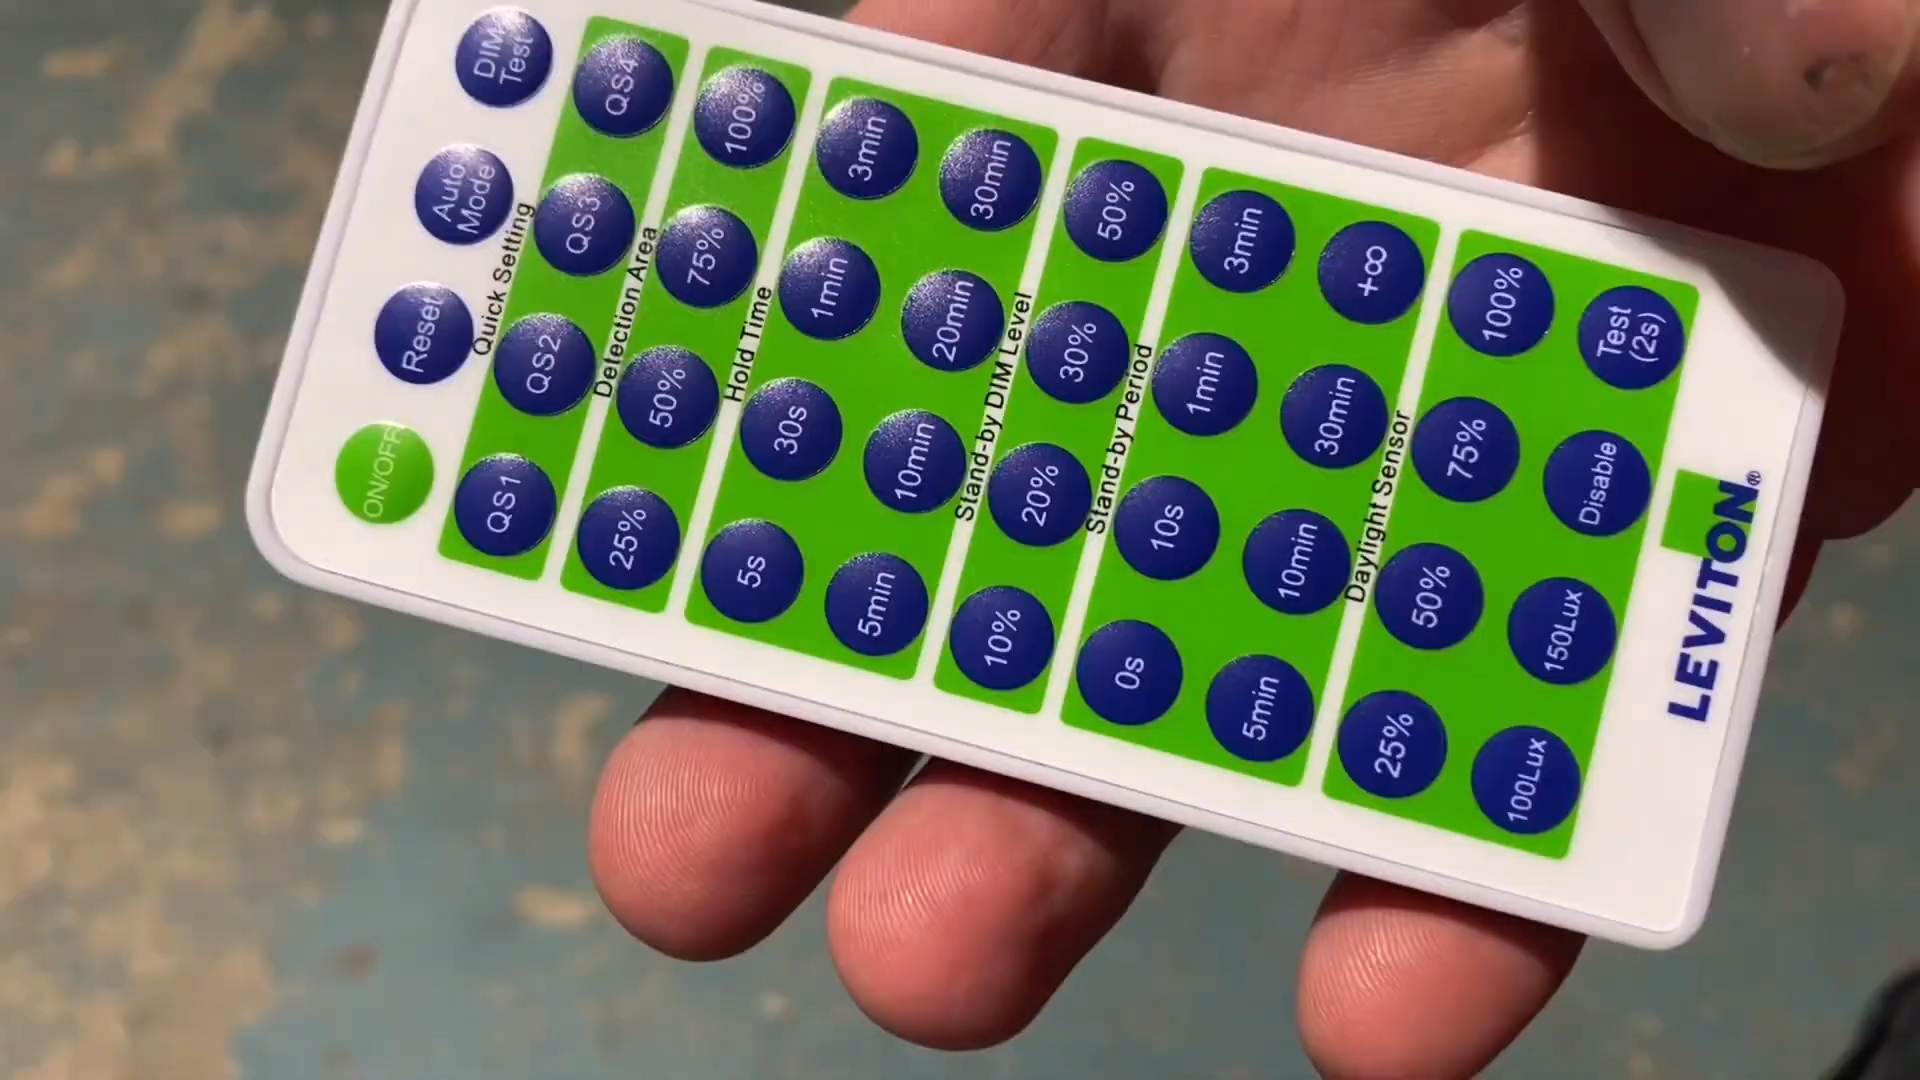 ON/OFF Reset Auto Mode DIM Test
Quick Setting
QS1 QS2 QS3 QS4
Detection Area
25% 50% 75% 100%
Hold Time
5s 30s 1min 3min
5min 10min 20min 30min
Stand-by DIM Level
10% 20% 30% 50%
Stand-by Period
0s 10s 1min 3min
5min 10min 30min +∞
Daylight Sensor
25% 50% 75% 100%
100Lux 150Lux Disable Test (2s)
LEVITON®